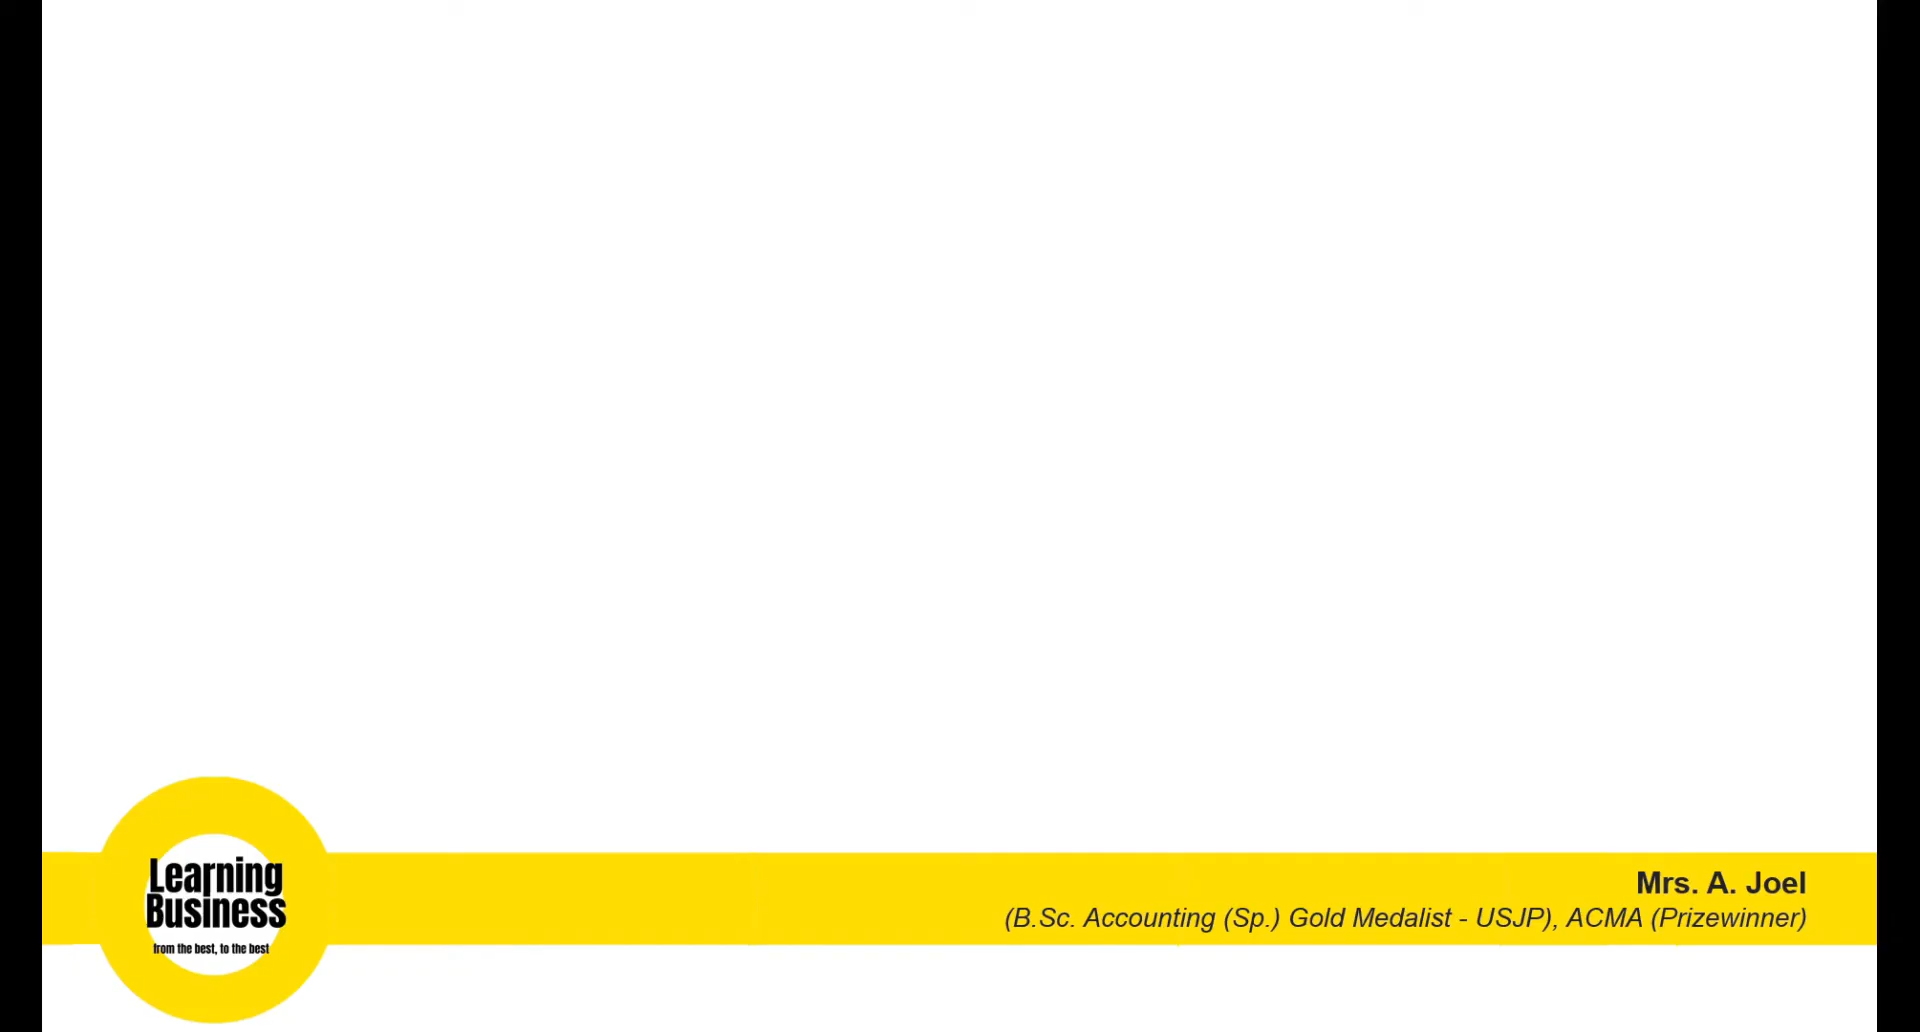 Learning
Business
from the best, to the best
Mrs. A. Joel
(B.Sc. Accounting (Sp.) Gold Medalist - USJP), ACMA (Prizewinner)